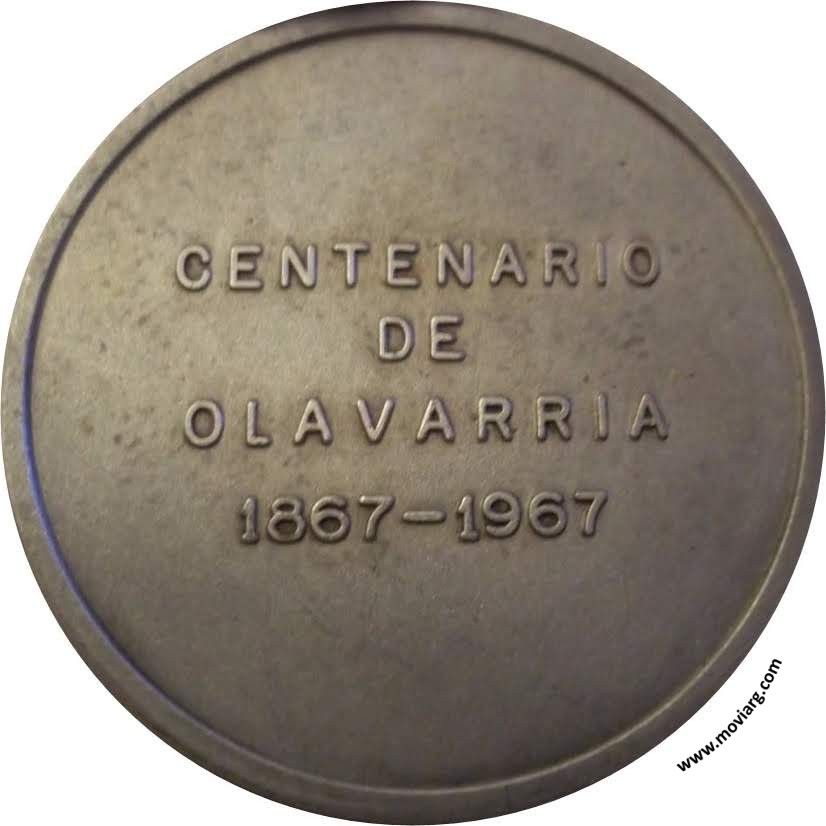 CENTENARIO
DE
OLAVARRIA
1867-1967
www.moviarg.com